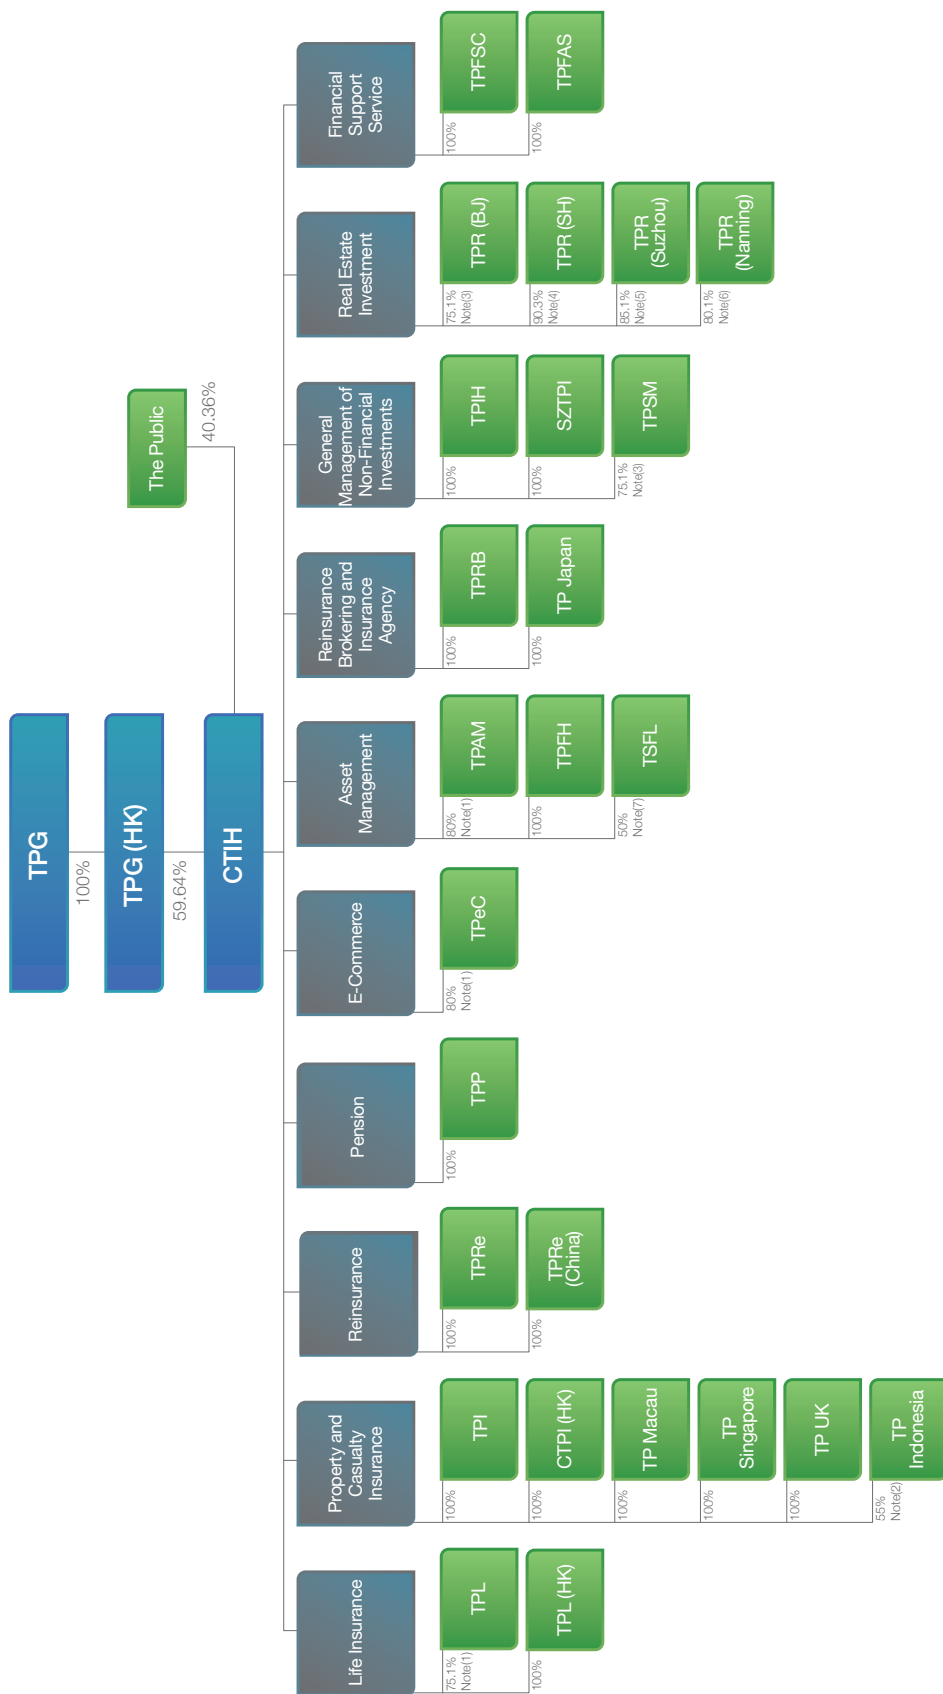 TPG
100%
TPG (HK)
59.64%
The Public
40.36%
CTIH
Life Insurance
75.1%
Note(1)
TPL
100%
TPL (HK)
Property and
Casualty
Insurance
100%
TPI
100%
CTPI (HK)
100%
TP Macau
100%
TP
Singapore
100%
TP UK
55%
Note(2)
TP
Indonesia
Reinsurance
100%
TPRe
100%
TPRe
(China)
Pension
100%
TPP
E-Commerce
80%
Note(1)
TPeC
Asset
Management
80%
Note(1)
TPAM
100%
TPFH
50%
Note(7)
TSFL
Reinsurance
Brokering and
Insurance
Agency
100%
TPRB
100%
TP Japan
General
Management of
Non-Financial
Investments
100%
TPIH
100%
SZTPI
75.1%
Note(3)
TPSM
Real Estate
Investment
75.1%
Note(3)
TPR (BJ)
90.3%
Note(4)
TPR (SH)
85.1%
Note(5)
TPR
(Suzhou)
80.1%
Note(6)
TPR
(Nanning)
Financial
Support
Service
100%
TPFSC
100%
TPFAS